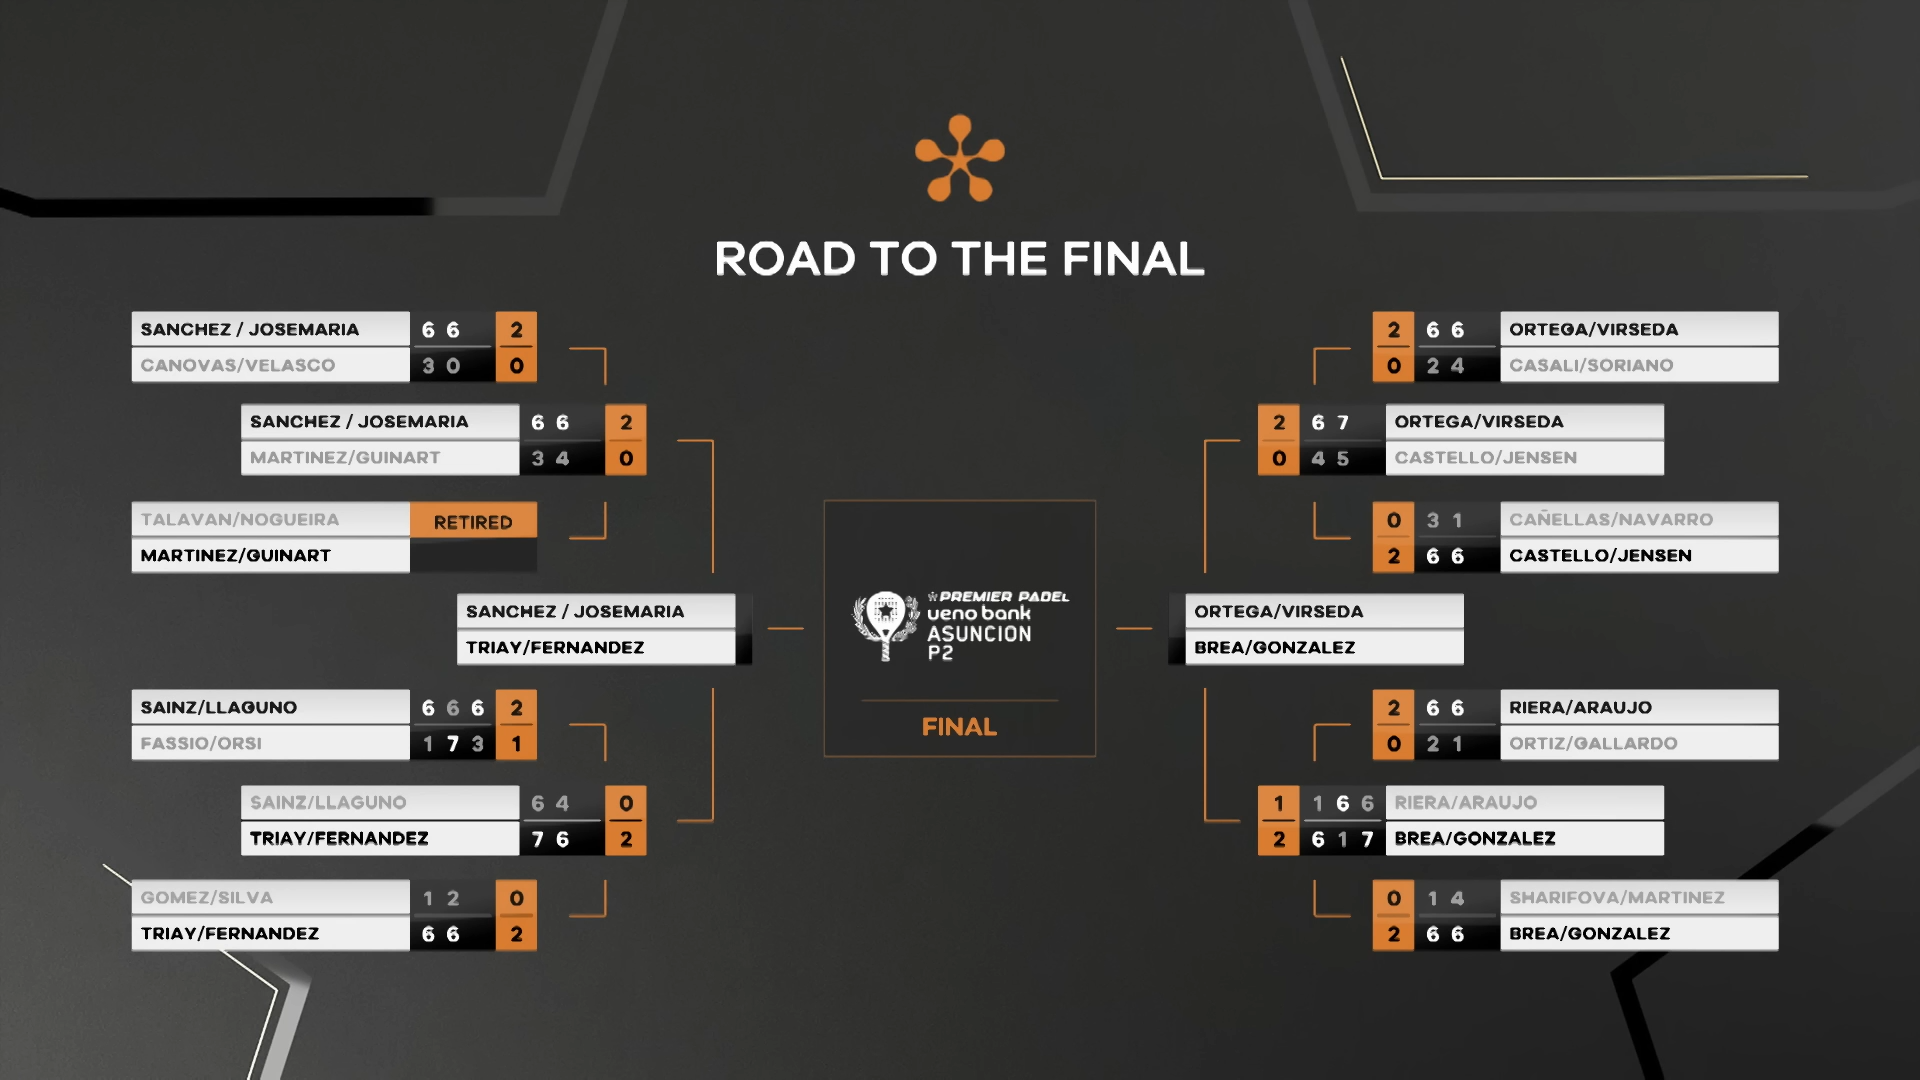 ROAD TO THE FINAL
SANCHEZ / JOSEMARIA 6 6 2
CANOVAS/VELASCO 3 0 0
SANCHEZ / JOSEMARIA 6 6 2
MARTINEZ/GUINART 3 4 0
TALAVAN/NOGUEIRA RETIRED
MARTINEZ/GUINART
SANCHEZ / JOSEMARIA
TRIAY/FERNANDEZ
SAINZ/LLAGUNO 6 6 6 2
FASSIO/ORSI 1 7 3 1
SAINZ/LLAGUNO 6 4 0
TRIAY/FERNANDEZ 7 6 2
GOMEZ/SILVA 1 2 0
TRIAY/FERNANDEZ 6 6 2
PREMIER PADEL
ueno bank
ASUNCION
P2
FINAL
2 6 6 ORTEGA/VIRSEDA
0 2 4 CASALI/SORIANO
2 6 7 ORTEGA/VIRSEDA
0 4 5 CASTELLO/JENSEN
0 3 1 CAÑELLAS/NAVARRO
2 6 6 CASTELLO/JENSEN
ORTEGA/VIRSEDA
BREA/GONZALEZ
2 6 6 RIERA/ARAUJO
0 2 1 ORTIZ/GALLARDO
1 1 6 6 RIERA/ARAUJO
2 6 1 7 BREA/GONZALEZ
0 1 4 SHARIFOVA/MARTINEZ
2 6 6 BREA/GONZALEZ